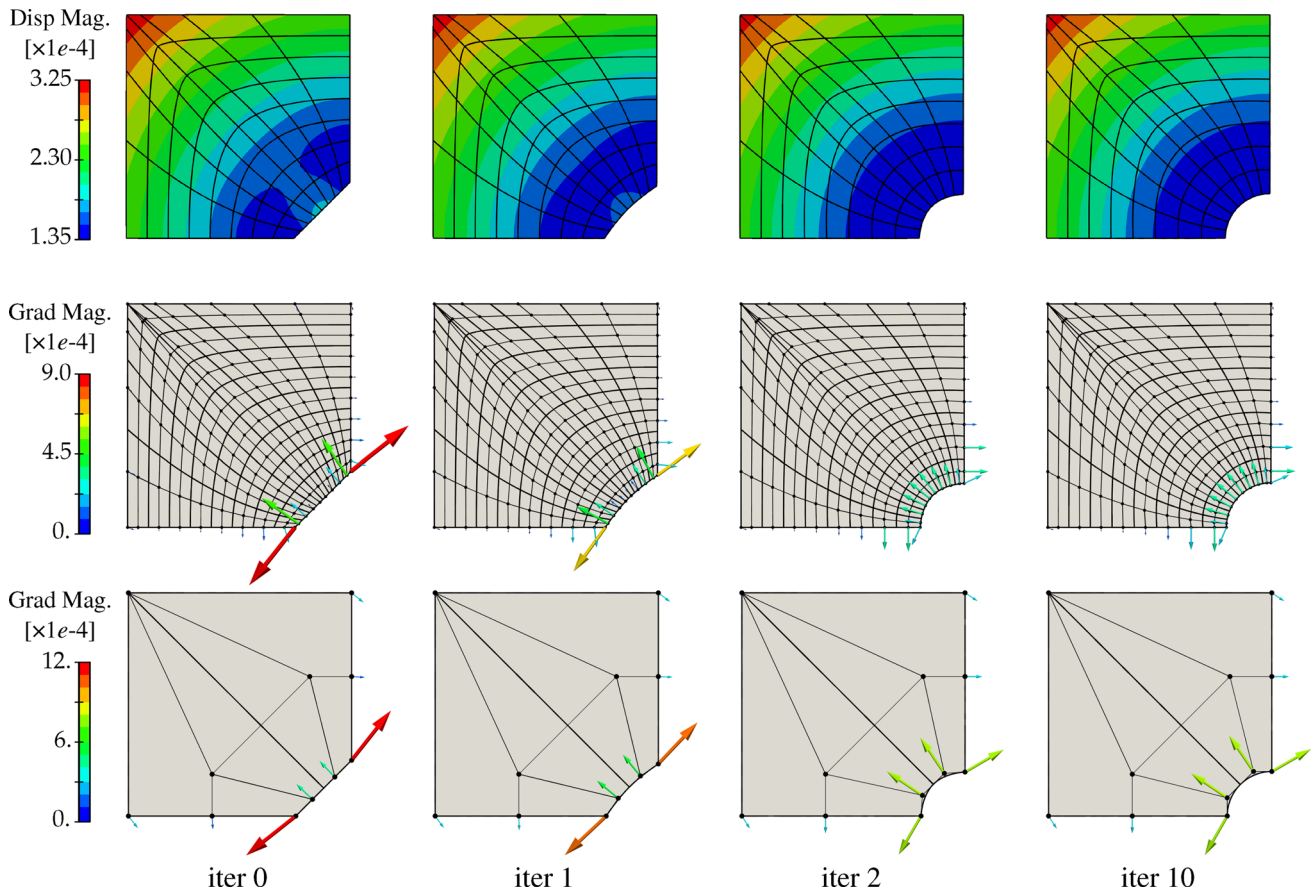 Disp Mag.
[×1e-4]
3.25
2.30
1.35
Grad Mag.
[×1e-4]
9.0
4.5
0.
Grad Mag.
[×1e-4]
12.
6.
0.
iter 0
iter 1
iter 2
iter 10